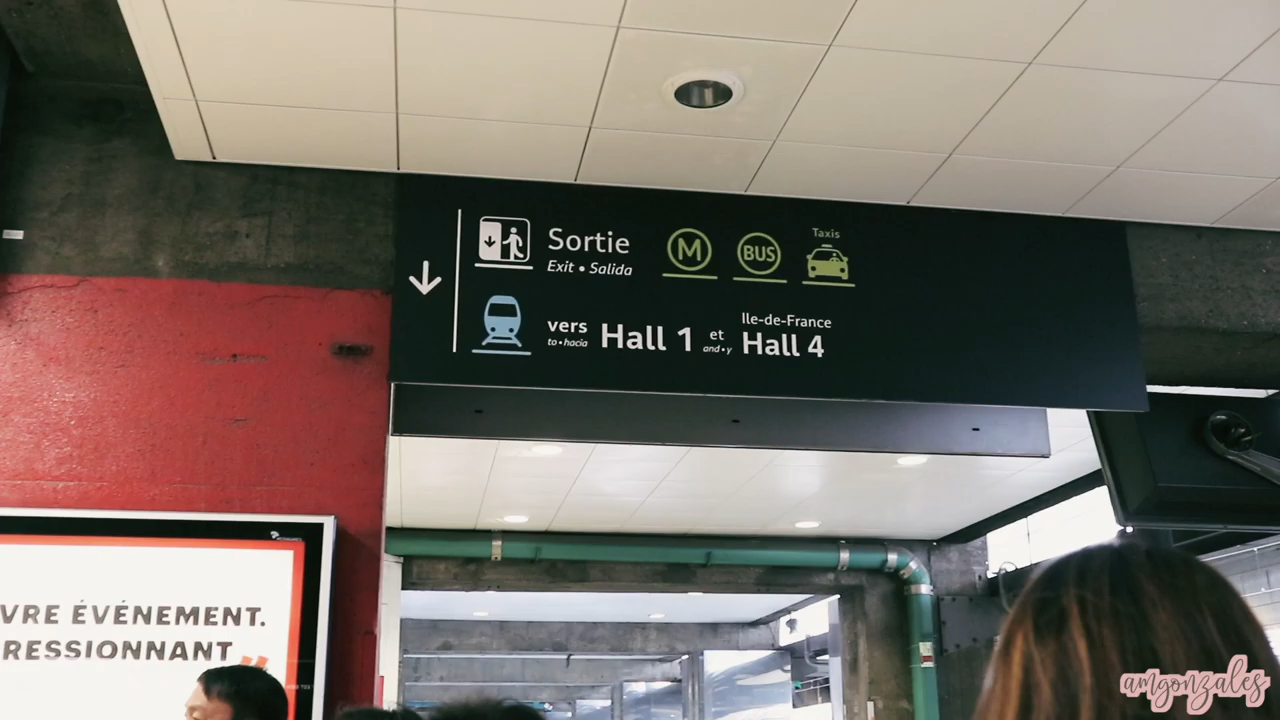 Sortie
Exit • Salida
M
BUS
Taxis
vers
to • hacia
Hall 1
et
and • y
Ile-de-France
Hall 4
VRE ÉVÉNEMENT.
RESSIONNANT
amgonzales